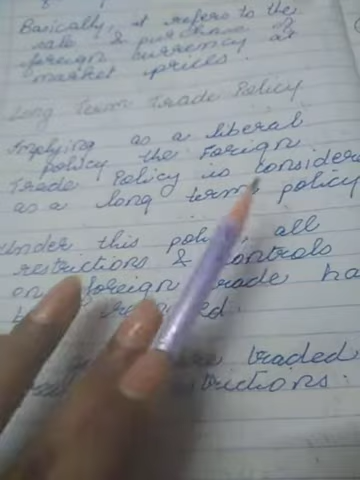 Basically, it refers to the
sale & purchase of
foreign currency at
market prices.
Long Term Trade Policy
Implying as a liberal
policy the Foreign
Trade Policy is considere
as a long term policy
Under this policy, all
restrictions & controls
on foreign trade ha
traded